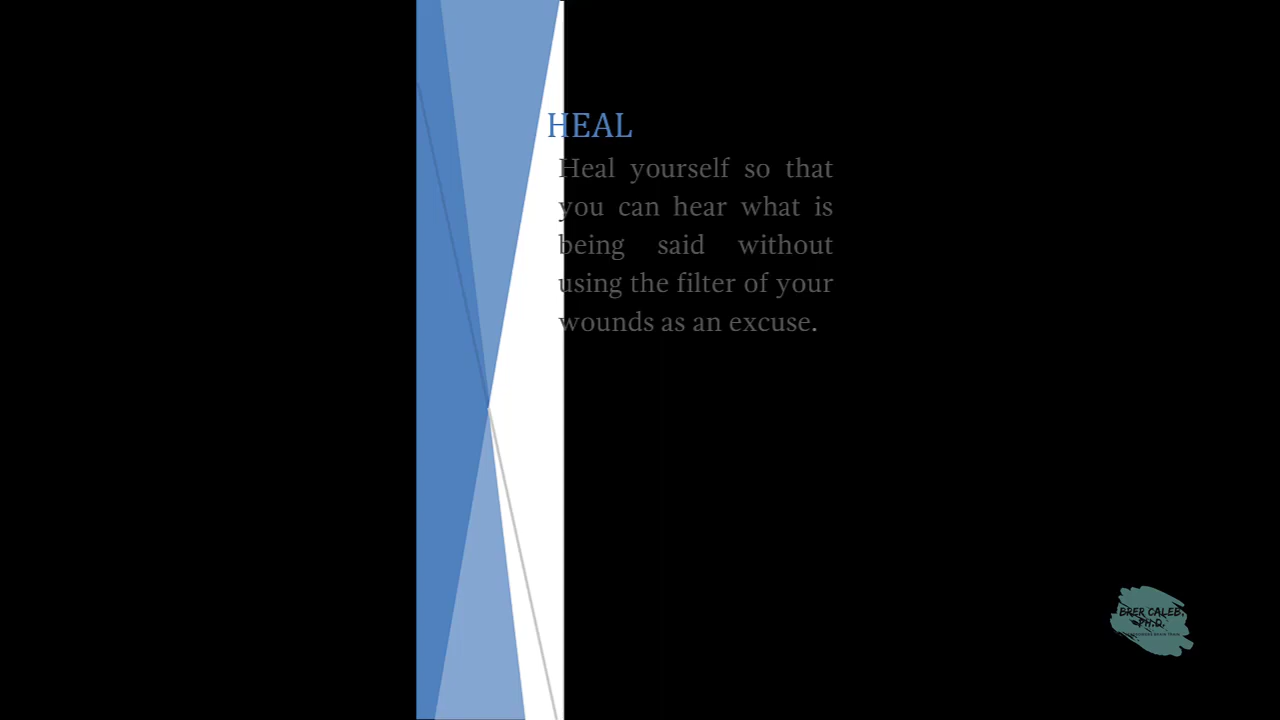 HEAL
Heal yourself so that
you can hear what is
being said without
using the filter of your
wounds as an excuse.
BRER CALEB,
PH.D.